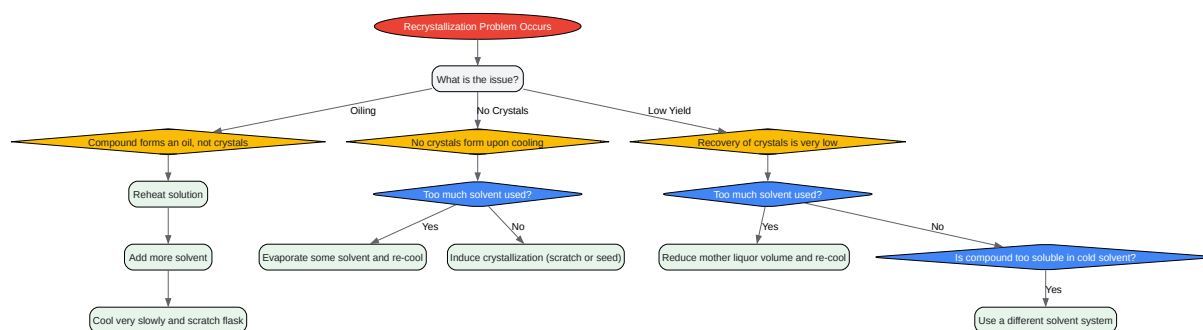 Recrystallization Problem Occurs
What is the issue?
Oiling
No Crystals
Low Yield
Compound forms an oil, not crystals
No crystals form upon cooling
Recovery of crystals is very low
Reheat solution
Too much solvent used?
Too much solvent used?
Yes
No
Yes
No
Add more solvent
Evaporate some solvent and re-cool
Induce crystallization (scratch or seed)
Reduce mother liquor volume and re-cool
Is compound too soluble in cold solvent?
Yes
Cool very slowly and scratch flask
Use a different solvent system